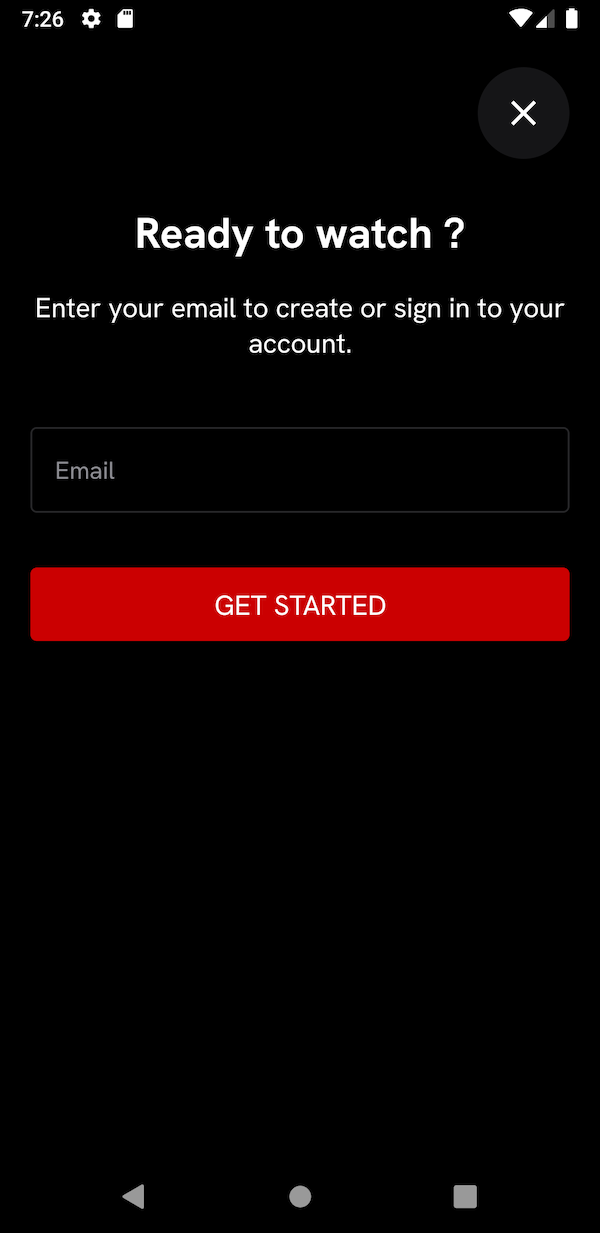 7:26
Ready to watch ?
Enter your email to create or sign in to your
account.
Email
GET STARTED